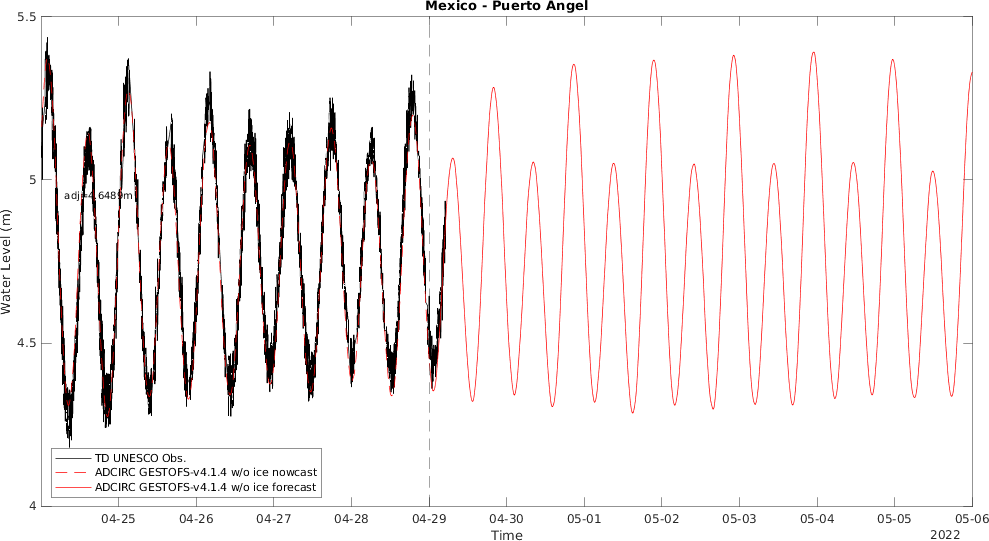 Mexico - Puerto Angel
5.5
5
4.5
4
Water Level (m)
adj=4.6489m
TD UNESCO Obs.
ADCIRC GESTOFS-v4.1.4 w/o ice nowcast
ADCIRC GESTOFS-v4.1.4 w/o ice forecast
04-25 04-26 04-27 04-28 04-29 04-30 05-01 05-02 05-03 05-04 05-05 05-06
Time
2022